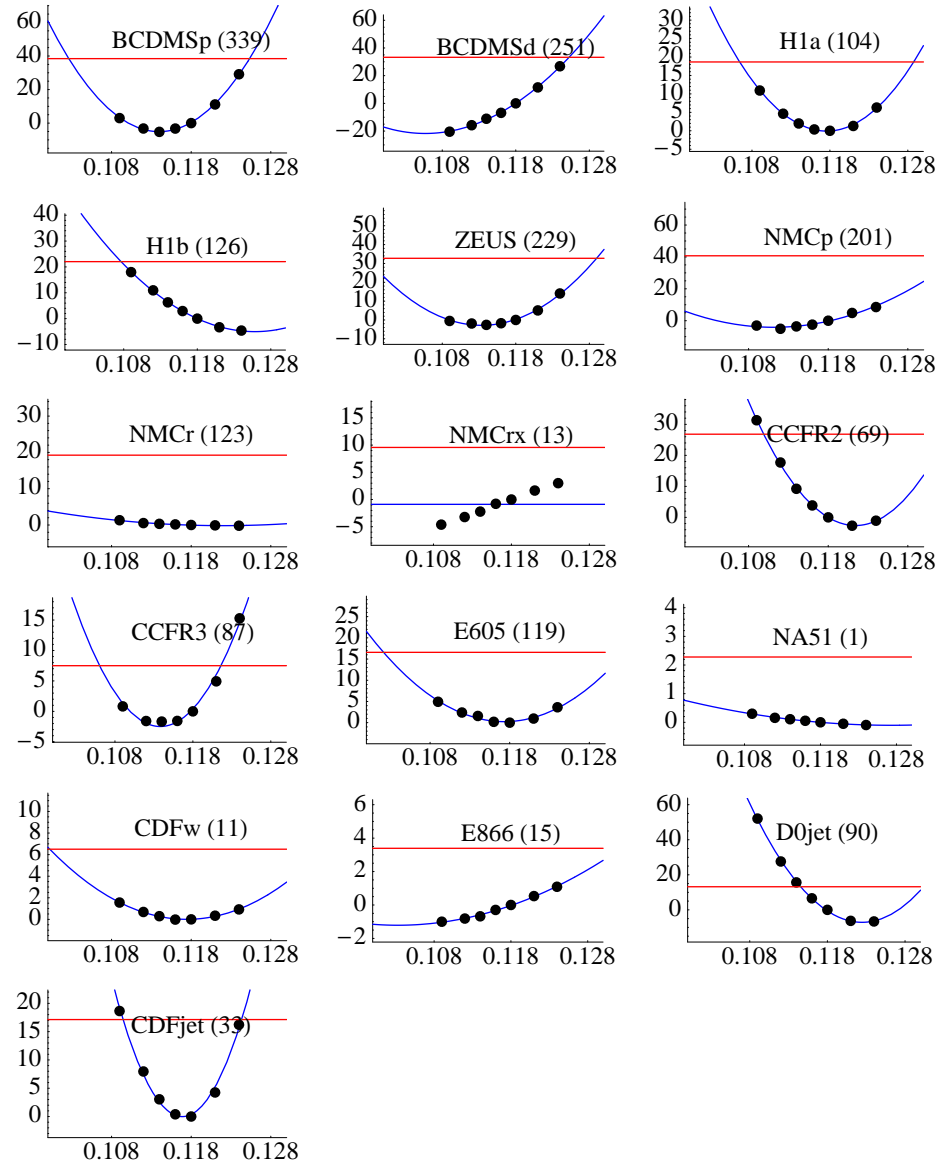 60
40
20
0
BCDMSp (339)
0.108 0.118 0.128
60
40
20
0
−20
BCDMSd (251)
0.108 0.118 0.128
30
25
20
15
10
5
0
−5
H1a (104)
0.108 0.118 0.128
40
30
20
10
0
−10
H1b (126)
0.108 0.118 0.128
50
40
30
20
10
0
−10
ZEUS (229)
0.108 0.118 0.128
60
40
20
0
NMCp (201)
0.108 0.118 0.128
30
20
10
0
NMCr (123)
0.108 0.118 0.128
15
10
5
0
−5
NMCrx (13)
0.108 0.118 0.128
30
20
10
0
CCFR2 (69)
0.108 0.118 0.128
15
10
5
0
−5
CCFR3 (87)
0.108 0.118 0.128
25
20
15
10
5
0
E605 (119)
0.108 0.118 0.128
4
3
2
1
0
NA51 (1)
0.108 0.118 0.128
10
8
6
4
2
0
CDFw (11)
0.108 0.118 0.128
6
4
2
0
−2
E866 (15)
0.108 0.118 0.128
60
40
20
0
D0jet (90)
0.108 0.118 0.128
20
15
10
5
0
CDFjet (33)
0.108 0.118 0.128